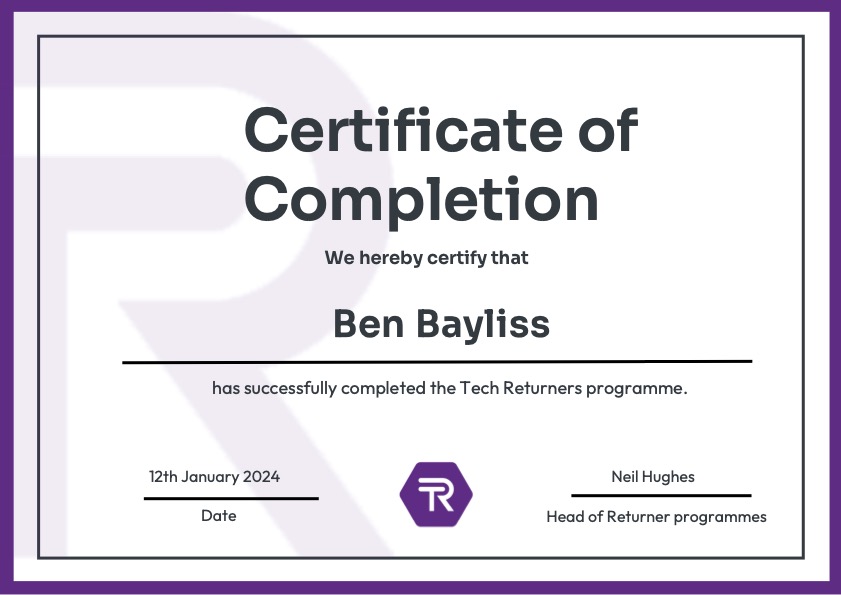 Certificate of
Completion
We hereby certify that
Ben Bayliss
has successfully completed the Tech Returners programme.
12th January 2024
Date
TR
Neil Hughes
Head of Returner programmes